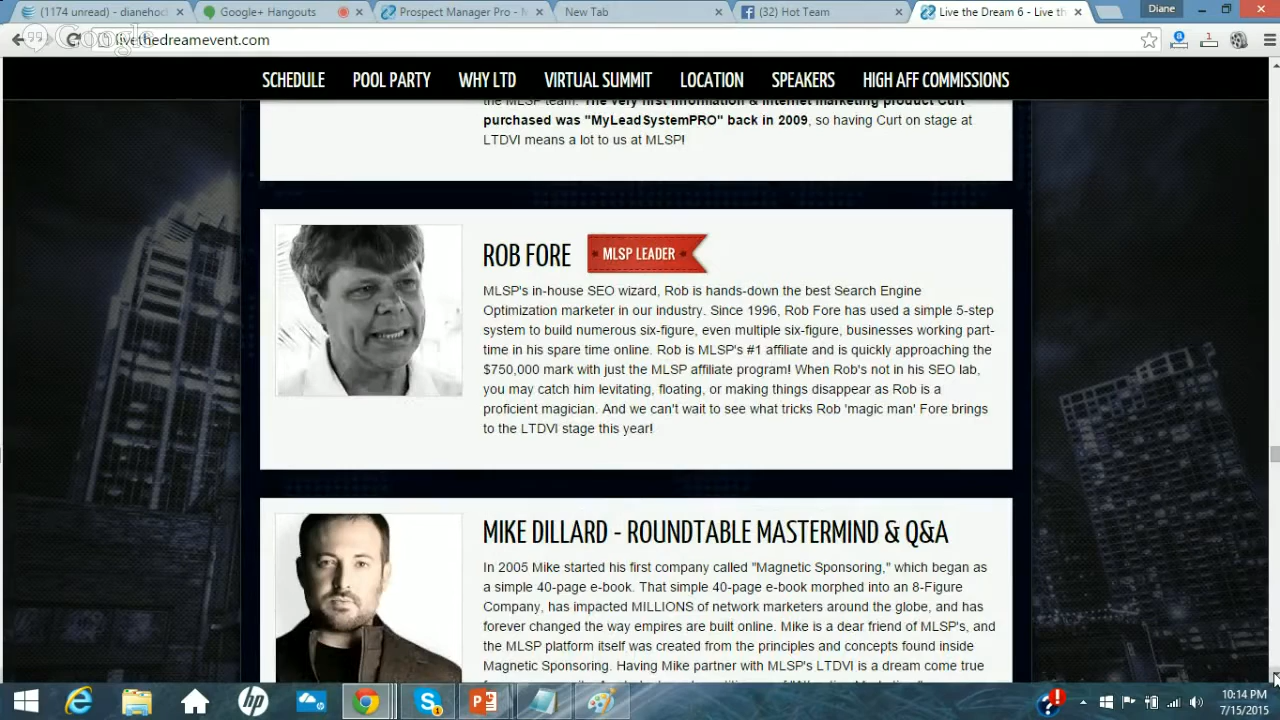 (1174 unread) - dianehoch
Google+ Hangouts
Prospect Manager Pro - M
New Tab
(32) Hot Team
Live the Dream 6 - Live th
Diane
Google
livethedreamevent.com
SCHEDULE
POOL PARTY
WHY LTD
VIRTUAL SUMMIT
LOCATION
SPEAKERS
HIGH AFF COMMISSIONS
the MLSP team. The very first information & internet marketing product Curt
purchased was "MyLeadSystemPRO" back in 2009, so having Curt on stage at
LTDVI means a lot to us at MLSP!
ROB FORE
MLSP LEADER
MLSP's in-house SEO wizard, Rob is hands-down the best Search Engine
Optimization marketer in our industry. Since 1996, Rob Fore has used a simple 5-step
system to build numerous six-figure, even multiple six-figure, businesses working part-
time in his spare time online. Rob is MLSP's #1 affiliate and is quickly approaching the
$750,000 mark with just the MLSP affiliate program! When Rob's not in his SEO lab,
you may catch him levitating, floating, or making things disappear as Rob is a
proficient magician. And we can't wait to see what tricks Rob 'magic man' Fore brings
to the LTDVI stage this year!
MIKE DILLARD - ROUNDTABLE MASTERMIND & Q&A
In 2005 Mike started his first company called "Magnetic Sponsoring," which began as
a simple 40-page e-book. That simple 40-page e-book morphed into an 8-Figure
Company, has impacted MILLIONS of network marketers around the globe, and has
forever changed the way empires are built online. Mike is a dear friend of MLSP's, and
the MLSP platform itself was created from the principles and concepts found inside
Magnetic Sponsoring. Having Mike partner with MLSP's LTDVI is a dream come true
10:14 PM
7/15/2015